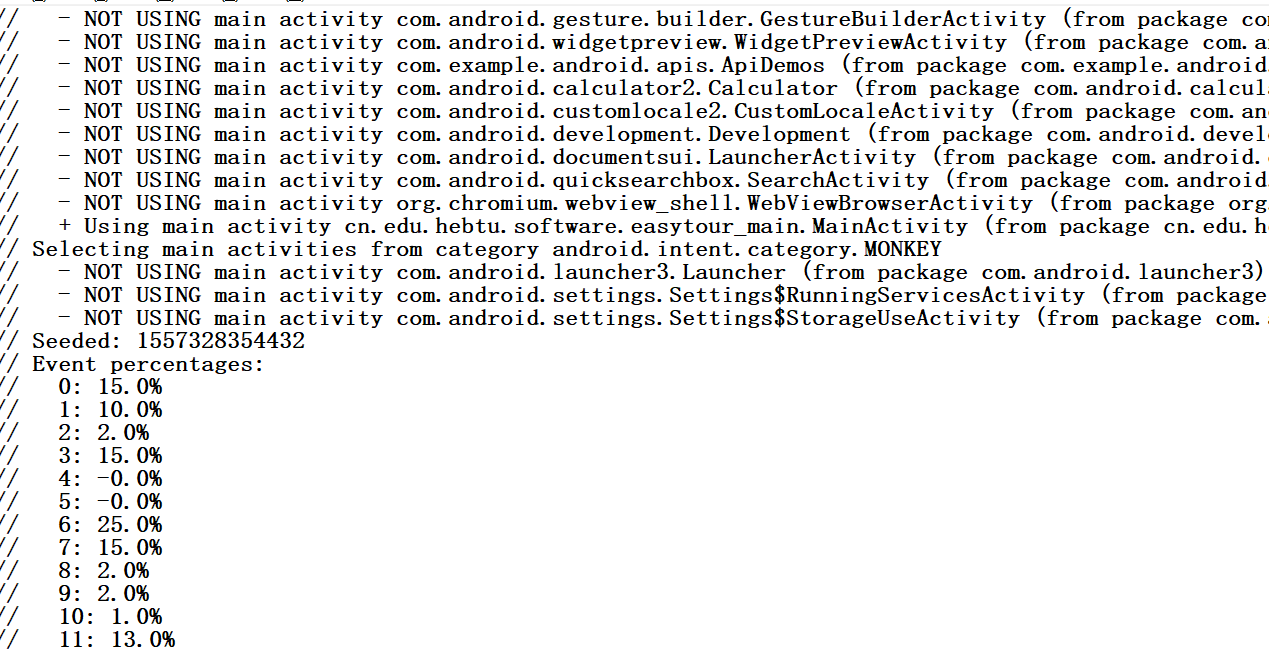 // - NOT USING main activity com.android.gesture.builder.GestureBuilderActivity (from package co
// - NOT USING main activity com.android.widgetpreview.WidgetPreviewActivity (from package com.a
// - NOT USING main activity com.example.android.apis.ApiDemos (from package com.example.android.
// - NOT USING main activity com.android.calculator2.Calculator (from package com.android.calcul
// - NOT USING main activity com.android.customlocale2.CustomLocaleActivity (from package com.an
// - NOT USING main activity com.android.development.Development (from package com.android.devel
// - NOT USING main activity com.android.documentsui.LauncherActivity (from package com.android.
// - NOT USING main activity com.android.quicksearchbox.SearchActivity (from package com.android
// - NOT USING main activity org.chromium.webview_shell.WebViewBrowserActivity (from package org
// + Using main activity cn.edu.hebtu.software.easytour_main.MainActivity (from package cn.edu.h
// Selecting main activities from category android.intent.category.MONKEY
// - NOT USING main activity com.android.launcher3.Launcher (from package com.android.launcher3)
// - NOT USING main activity com.android.settings.Settings$RunningServicesActivity (from package
// - NOT USING main activity com.android.settings.Settings$StorageUseActivity (from package com.
// Seeded: 1557328354432
// Event percentages:
// 0: 15.0%
// 1: 10.0%
// 2: 2.0%
// 3: 15.0%
// 4: -0.0%
// 5: -0.0%
// 6: 25.0%
// 7: 15.0%
// 8: 2.0%
// 9: 2.0%
// 10: 1.0%
// 11: 13.0%